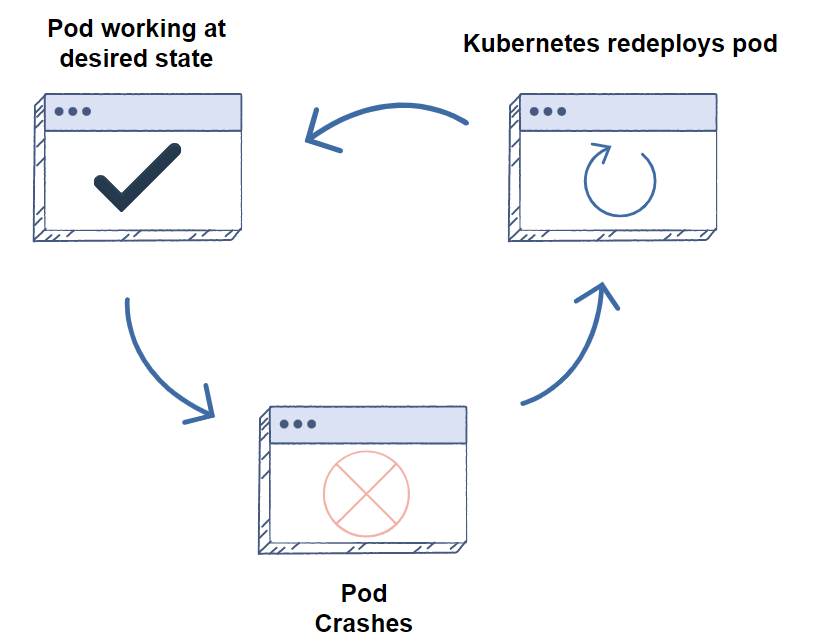 Pod working at
desired state
Kubernetes redeploys pod
Pod
Crashes